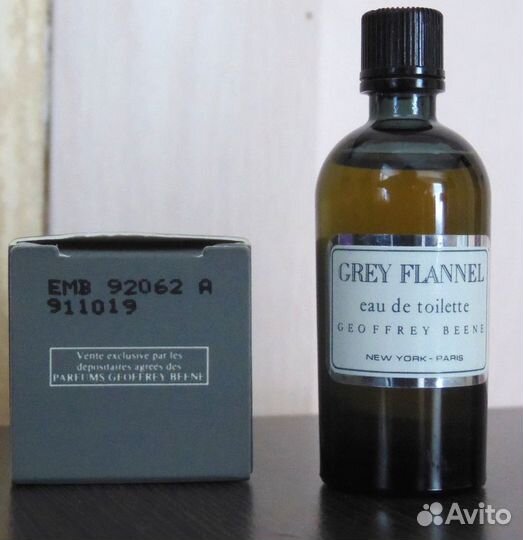 EMB 92062 A
911019
Vente exclusive par les
dépositaires agréés des
PARFUMS GEOFFREY BEENE
GREY FLANNEL
eau de toilette
GEOFFREY BEENE
NEW YORK - PARIS
Avito